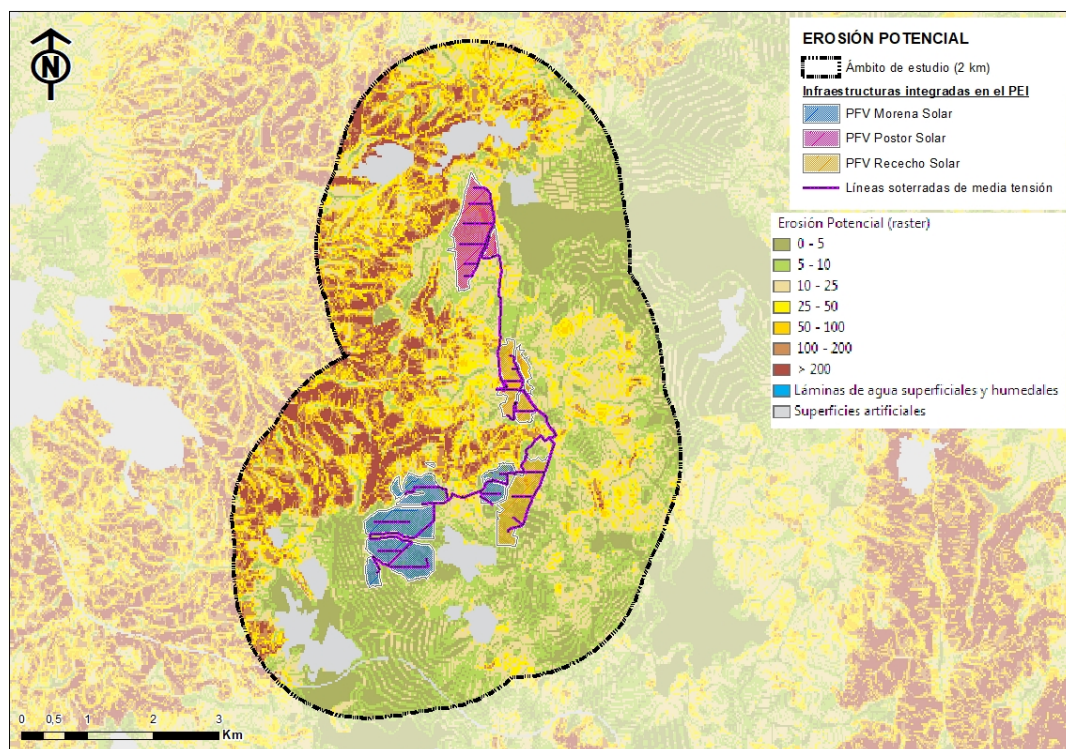 N
EROSIÓN POTENCIAL
Ámbito de estudio (2 km)
Infraestructuras integradas en el PEI
PFV Morena Solar
PFV Postor Solar
PFV Rececho Solar
Líneas soterradas de media tensión
Erosión Potencial (raster)
0 - 5
5 - 10
10 - 25
25 - 50
50 - 100
100 - 200
> 200
Láminas de agua superficiales y humedales
Superficies artificiales
0 0,5 1 2 3
Km